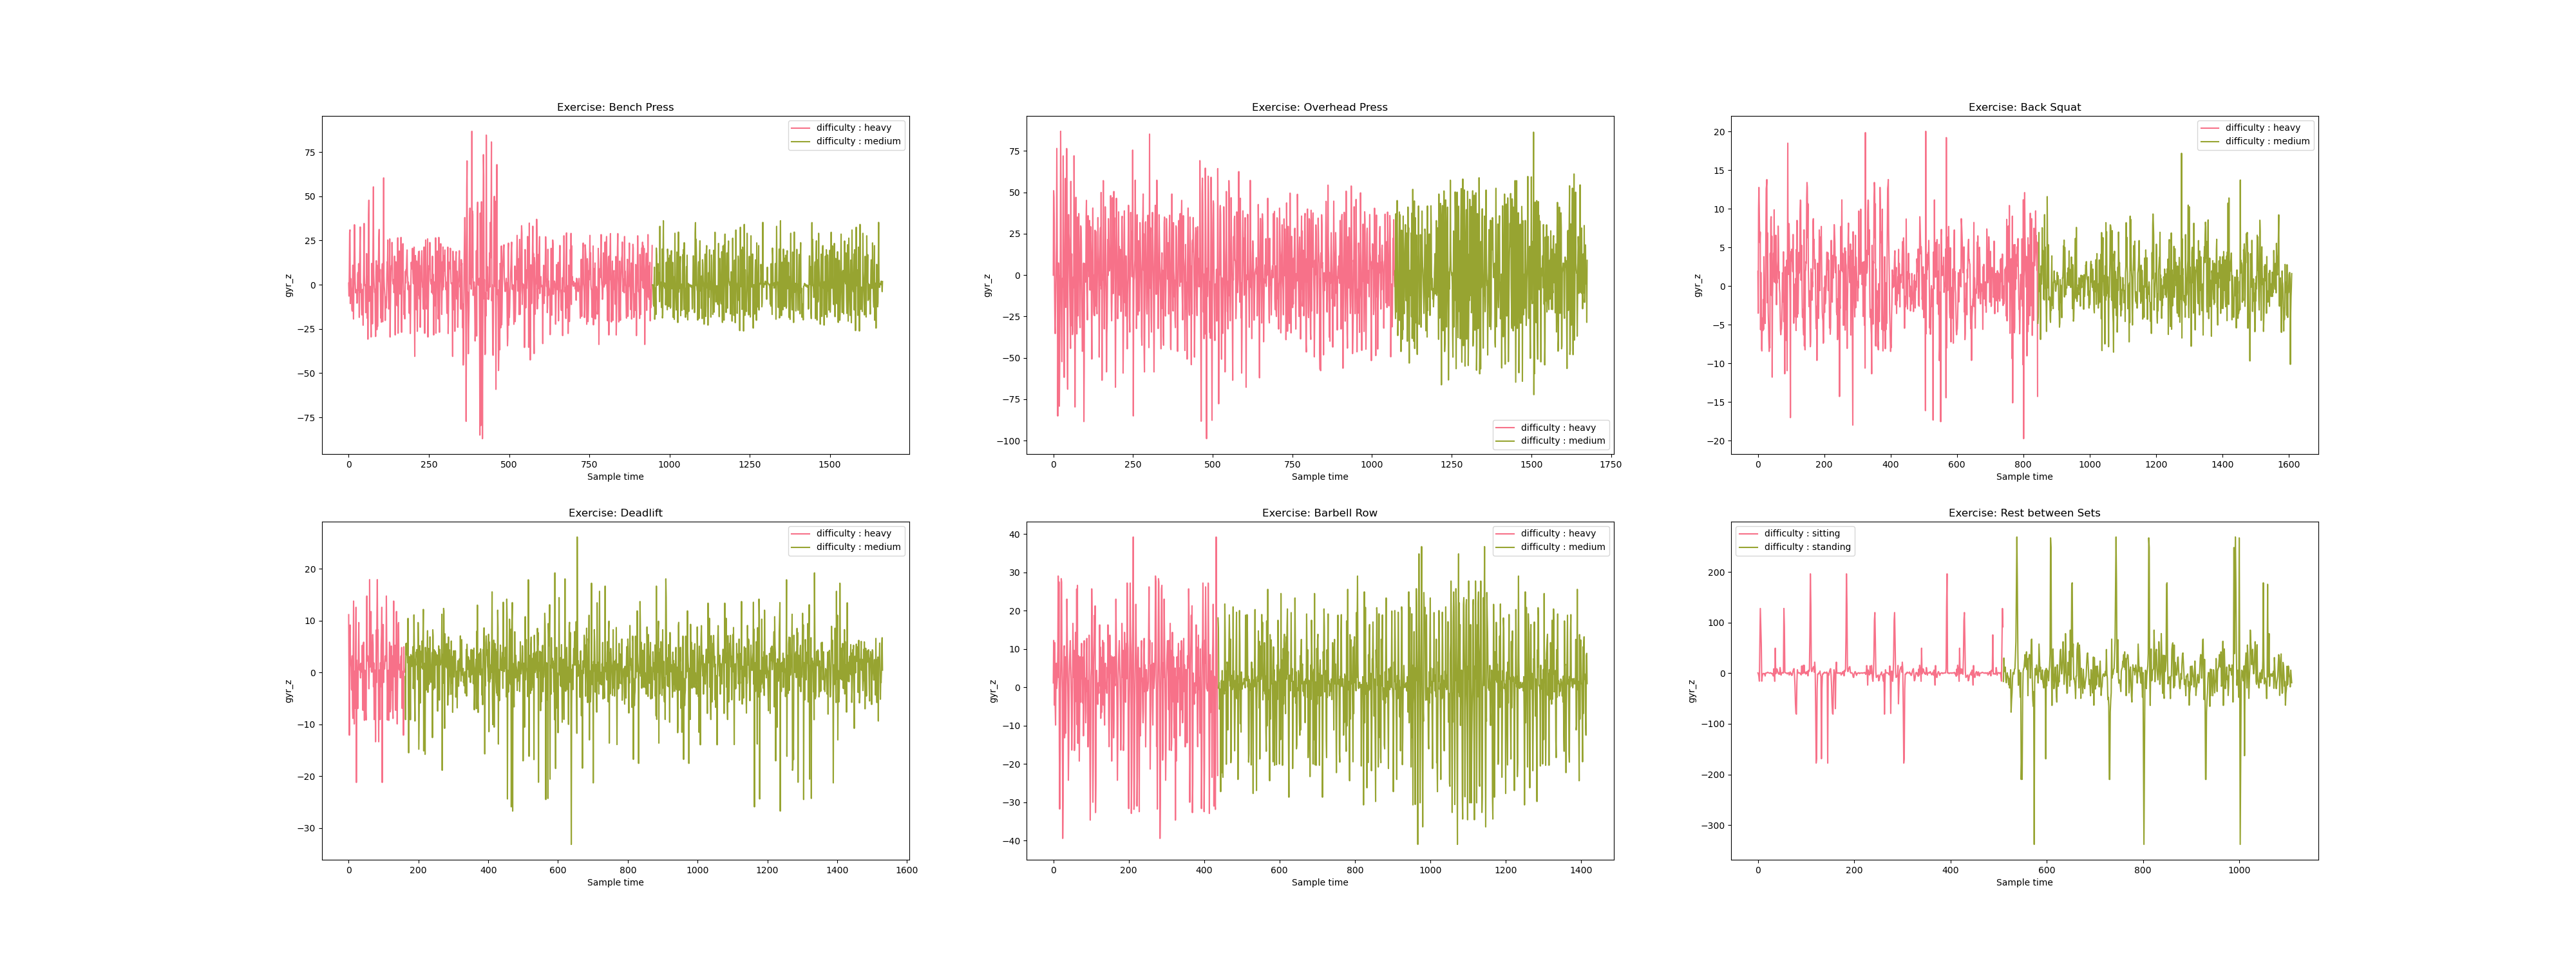 Exercise: Bench Press
difficulty : heavy
difficulty : medium
75
50
25
0
−25
−50
−75
gyr_z
0 250 500 750 1000 1250 1500
Sample time
Exercise: Overhead Press
75
50
25
0
−25
−50
−75
−100
gyr_z
difficulty : heavy
difficulty : medium
0 250 500 750 1000 1250 1500 1750
Sample time
Exercise: Back Squat
difficulty : heavy
difficulty : medium
20
15
10
5
0
−5
−10
−15
−20
gyr_z
0 200 400 600 800 1000 1200 1400 1600
Sample time
Exercise: Deadlift
difficulty : heavy
difficulty : medium
20
10
0
−10
−20
−30
gyr_z
0 200 400 600 800 1000 1200 1400 1600
Sample time
Exercise: Barbell Row
difficulty : heavy
difficulty : medium
40
30
20
10
0
−10
−20
−30
−40
gyr_z
0 200 400 600 800 1000 1200 1400
Sample time
Exercise: Rest between Sets
difficulty : sitting
difficulty : standing
200
100
0
−100
−200
−300
gyr_z
0 200 400 600 800 1000
Sample time